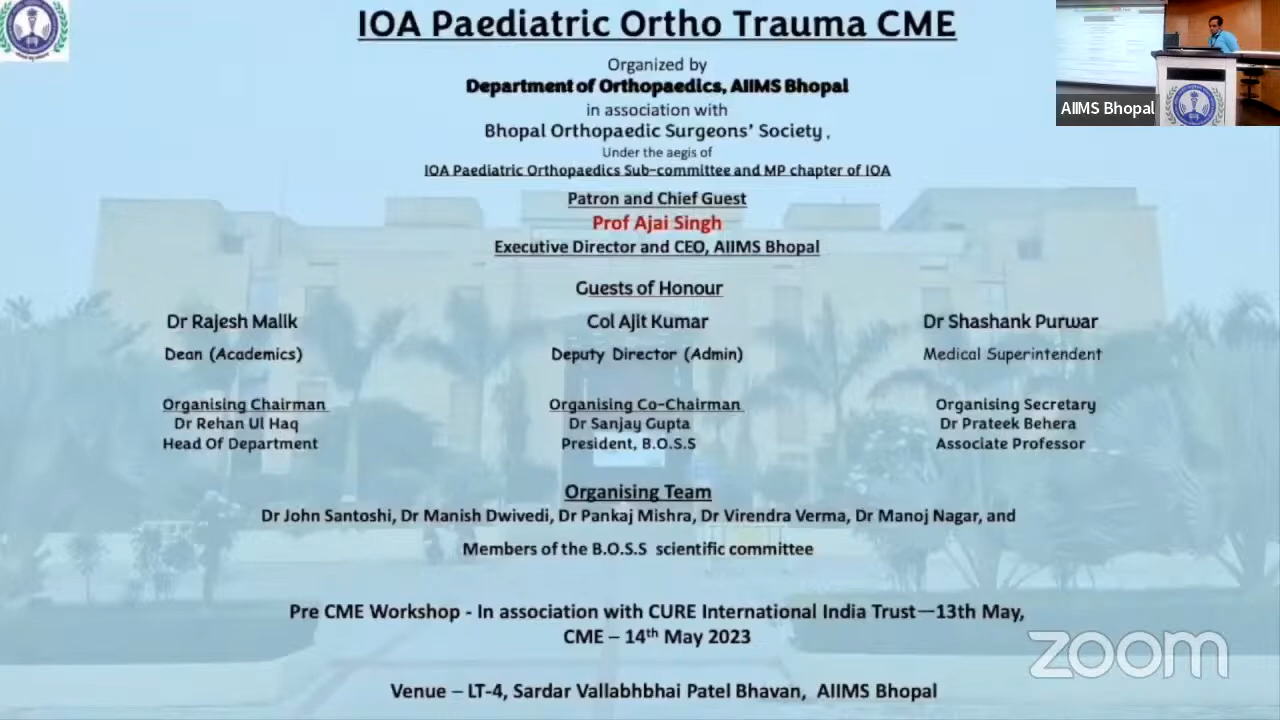 IOA Paediatric Ortho Trauma CME
Organized by
Department of Orthopaedics, AIIMS Bhopal
in association with
Bhopal Orthopaedic Surgeons' Society,
Under the aegis of
IOA Paediatric Orthopaedics Sub-committee and MP chapter of IOA
Patron and Chief Guest
Prof Ajai Singh
Executive Director and CEO, AIIMS Bhopal
Guests of Honour
Dr Rajesh Malik Col Ajit Kumar Dr Shashank Purwar
Dean (Academics) Deputy Director (Admin) Medical Superintendent
Organising Chairman Organising Co-Chairman Organising Secretary
Dr Rehan Ul Haq Dr Sanjay Gupta Dr Prateek Behera
Head Of Department President, B.O.S.S Associate Professor
Organising Team
Dr John Santoshi, Dr Manish Dwivedi, Dr Pankaj Mishra, Dr Virendra Verma, Dr Manoj Nagar, and
Members of the B.O.S.S scientific committee
Pre CME Workshop - In association with CURE International India Trust—13th May,
CME – 14th May 2023
Venue – LT-4, Sardar Vallabhbhai Patel Bhavan, AIIMS Bhopal
AIIMS Bhopal
zoom